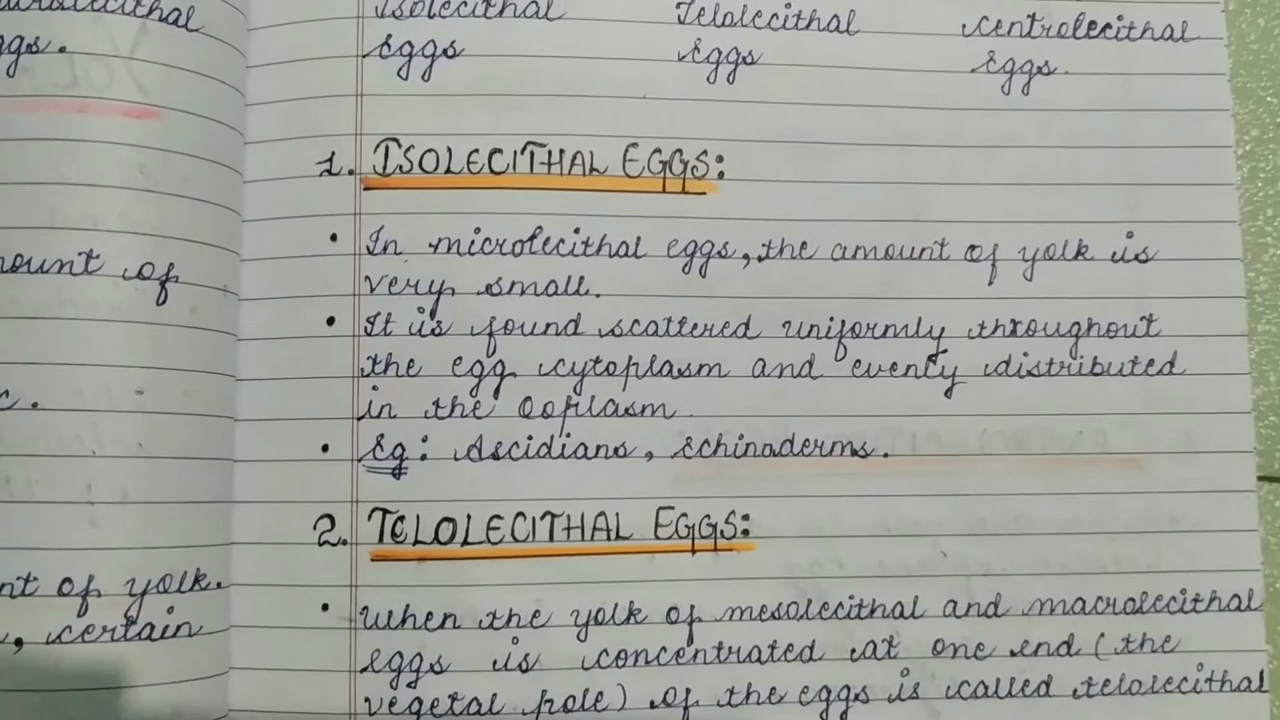 ggs.
ount of
c.
nt of yolk.
, certain
Isolecithal Telolecithal centrolecithal
Eggs Eggs Eggs.
1. ISOLECITHAL EGGS:
• In microlecithal eggs, the amount of yolk is
very small.
• It is found scattered uniformly throughout
the egg cytoplasm and evenly distributed
in the ooplasm
• Eg: Ascidians, Echinoderms.
2. TELOLECITHAL EGGS:
• When the yolk of mesolecithal and macrolecithal
eggs is concentrated at one end (the
vegetal pole) of the eggs is called telolecithal